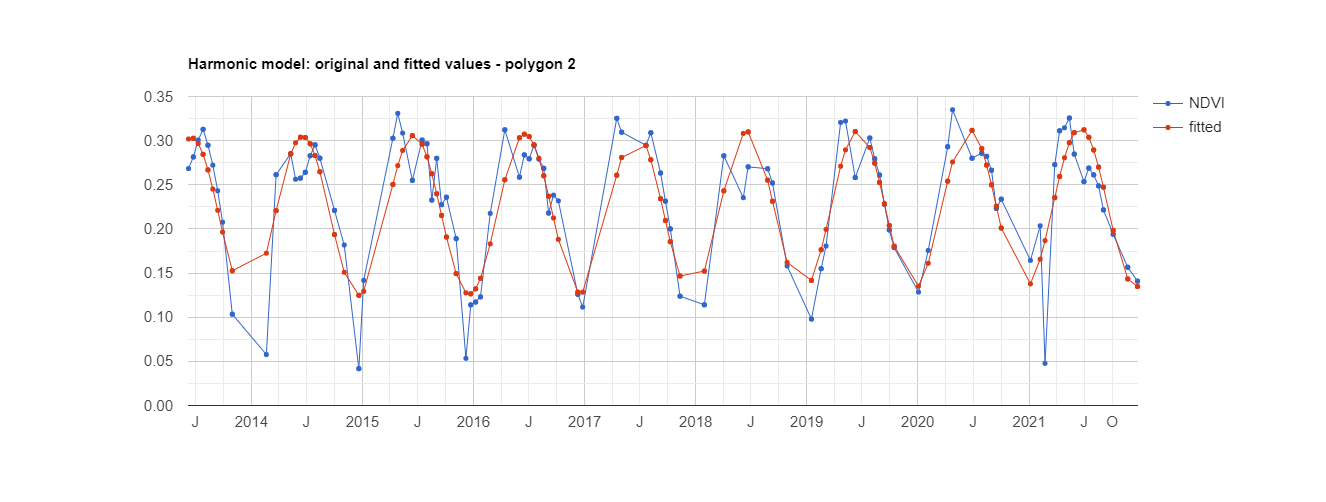 Harmonic model: original and fitted values - polygon 2
0.35
0.30
0.25
0.20
0.15
0.10
0.05
0.00
J 2014 J 2015 J 2016 J 2017 J 2018 J 2019 J 2020 J 2021 J O
NDVI
fitted